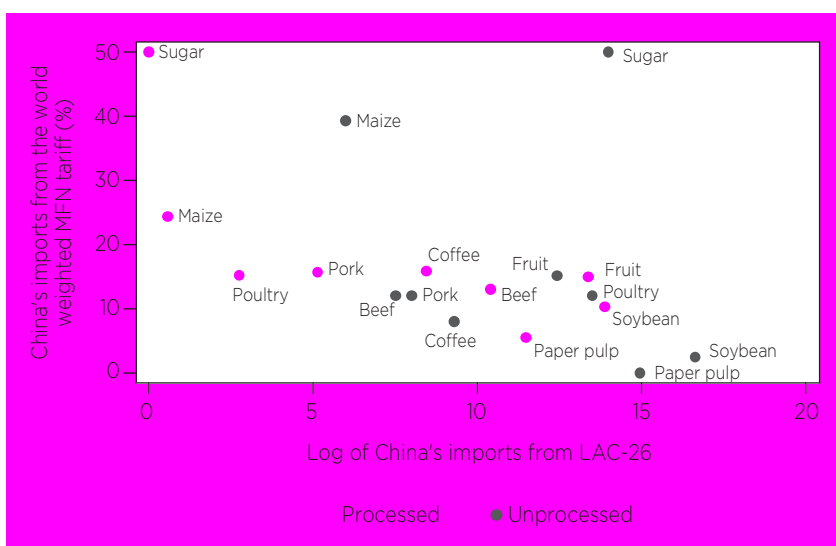 China's imports from the world
weighted MFN tariff (%)
50
40
30
20
10
0
Sugar
Sugar
Maize
Maize
Coffee
Fruit
Fruit
Pork
Poultry
Beef
Pork
Beef
Poultry
Soybean
Coffee
Paper pulp
Soybean
Paper pulp
0
5
10
15
20
Log of China's imports from LAC-26
Processed
Unprocessed